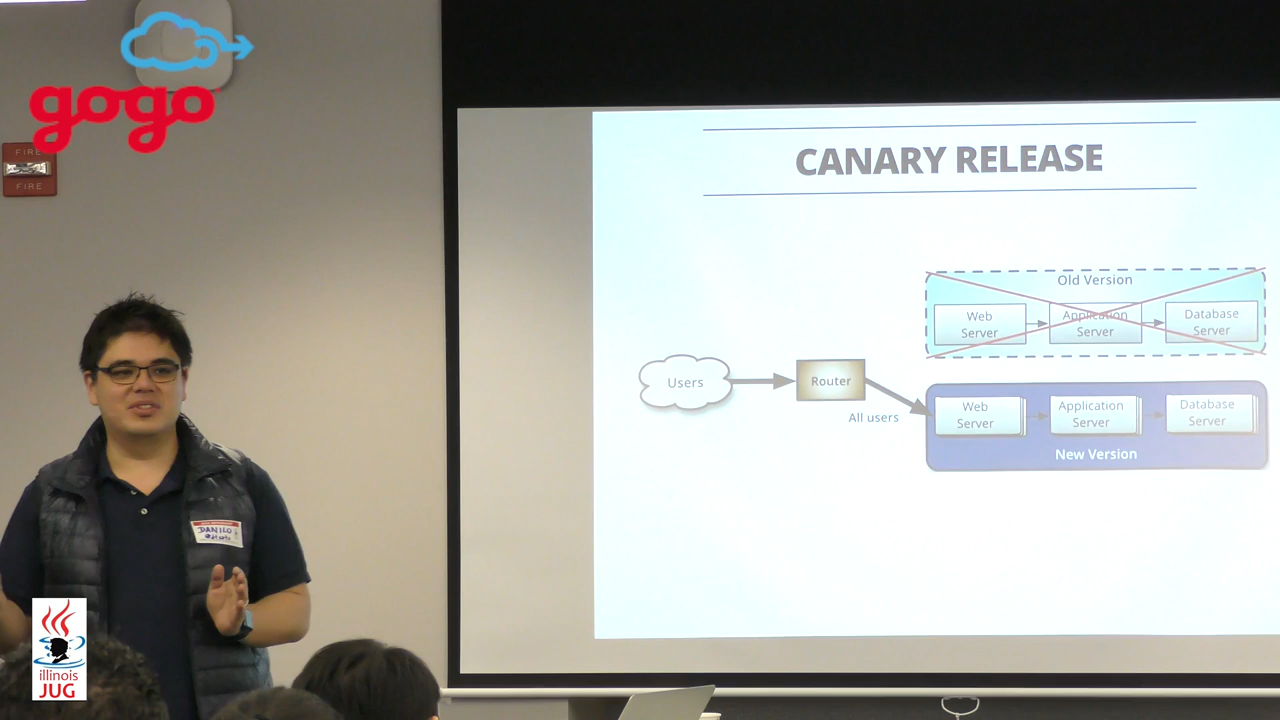 gogo
FIRE
FIRE
DANILO
illinois
JUG
CANARY RELEASE
Old Version
Web
Server
Application
Server
Database
Server
Users
Router
All users
Web
Server
Application
Server
Database
Server
New Version